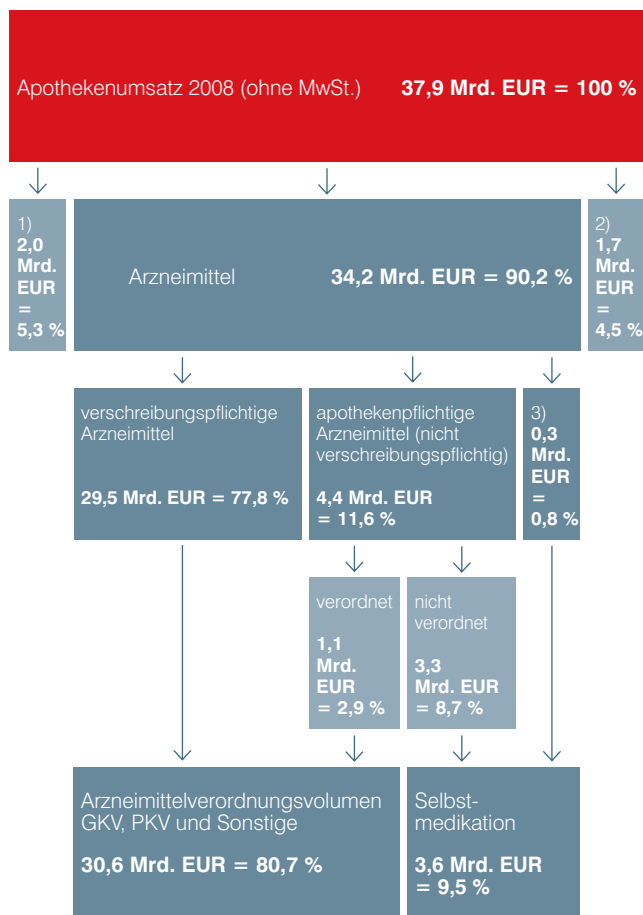 Apothekenumsatz 2008 (ohne MwSt.) 37,9 Mrd. EUR = 100 %
1)
2,0
Mrd.
EUR
=
5,3 %
Arzneimittel 34,2 Mrd. EUR = 90,2 %
2)
1,7
Mrd.
EUR
=
4,5 %
verschreibungspflichtige
Arzneimittel
29,5 Mrd. EUR = 77,8 %
apothekenpflichtige
Arzneimittel (nicht
verschreibungspflichtig)
4,4 Mrd. EUR
= 11,6 %
3)
0,3
Mrd.
EUR
=
0,8 %
verordnet
1,1
Mrd.
EUR
= 2,9 %
nicht
verordnet
3,3
Mrd. EUR
= 8,7 %
Arzneimittelverordnungsvolumen
GKV, PKV und Sonstige
30,6 Mrd. EUR = 80,7 %
Selbst-
medikation
3,6 Mrd. EUR
= 9,5 %